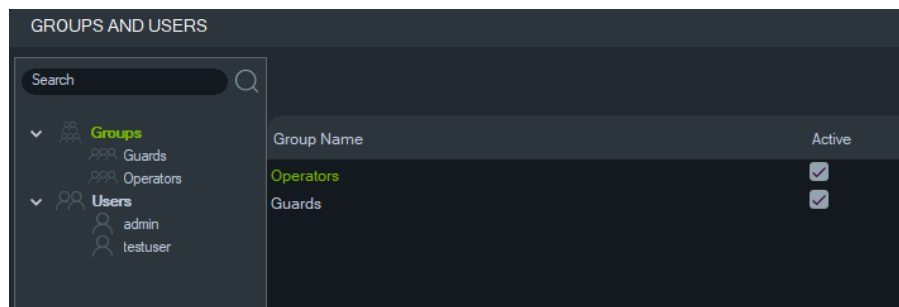 GROUPS AND USERS
Search
Groups
Guards
Operators
Users
admin
testuser
Group Name Active
Operators
Guards